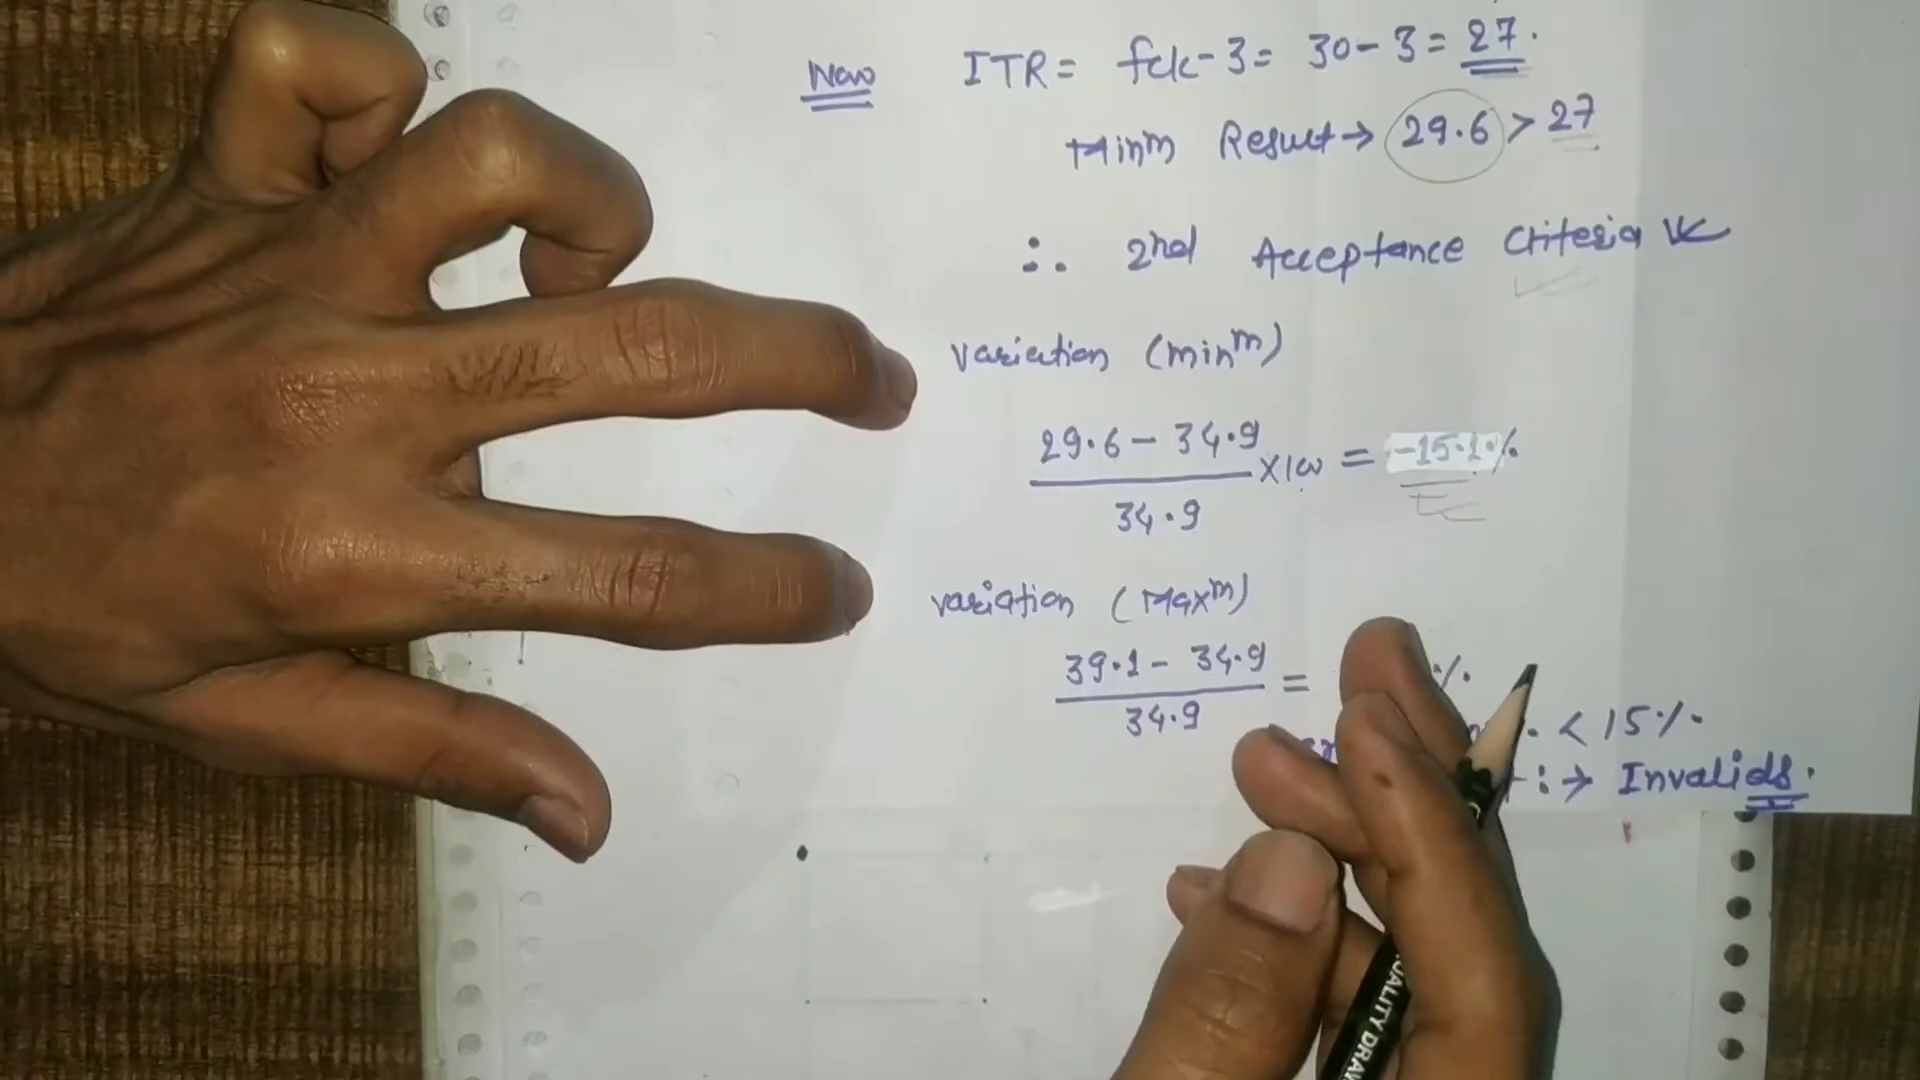 Now ITR = fck - 3 = 30 - 3 = 27.
Minm Result → 29.6 > 27
∴ 2nd Acceptance Criteria
Variation (minm)
29.6 - 34.9
34.9
X100 = -15.1%
variation (Maxm)
39.1 - 34.9
34.9
= %.
< 15%.
:→ Invalids.
QUALITY DRAW